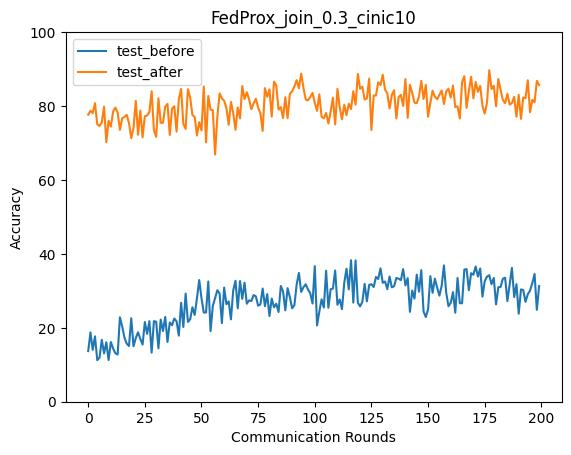 FedProx_join_0.3_cinic10
test_before
test_after
100
80
60
40
20
0
Accuracy
0 25 50 75 100 125 150 175 200
Communication Rounds